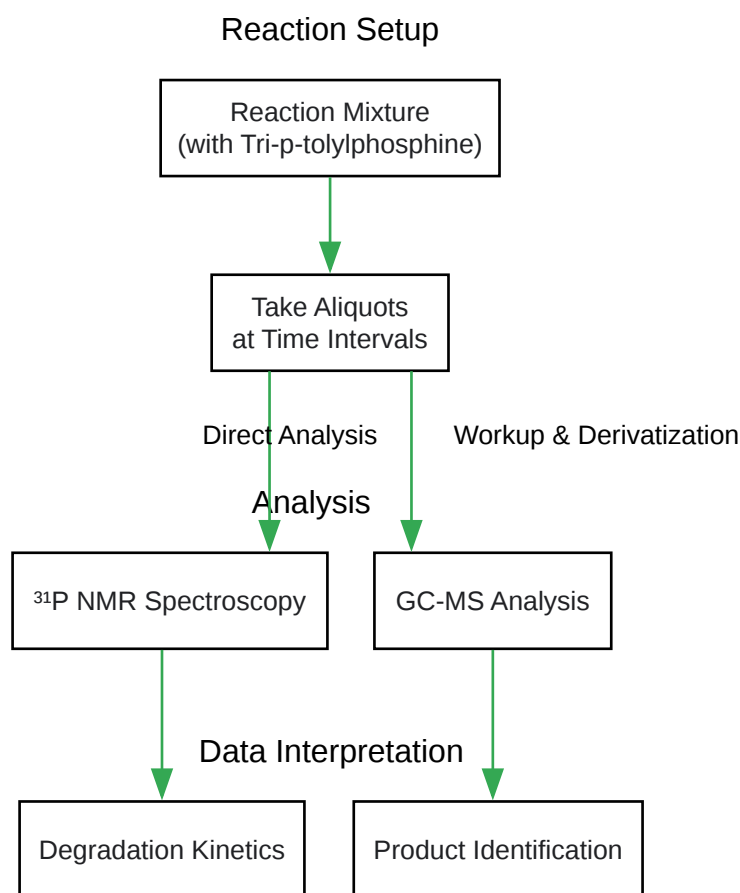 Reaction Setup
Reaction Mixture
(with Tri-p-tolylphosphine)
Take Aliquots
at Time Intervals
Direct Analysis
Workup & Derivatization
Analysis
³¹P NMR Spectroscopy
GC-MS Analysis
Data Interpretation
Degradation Kinetics
Product Identification